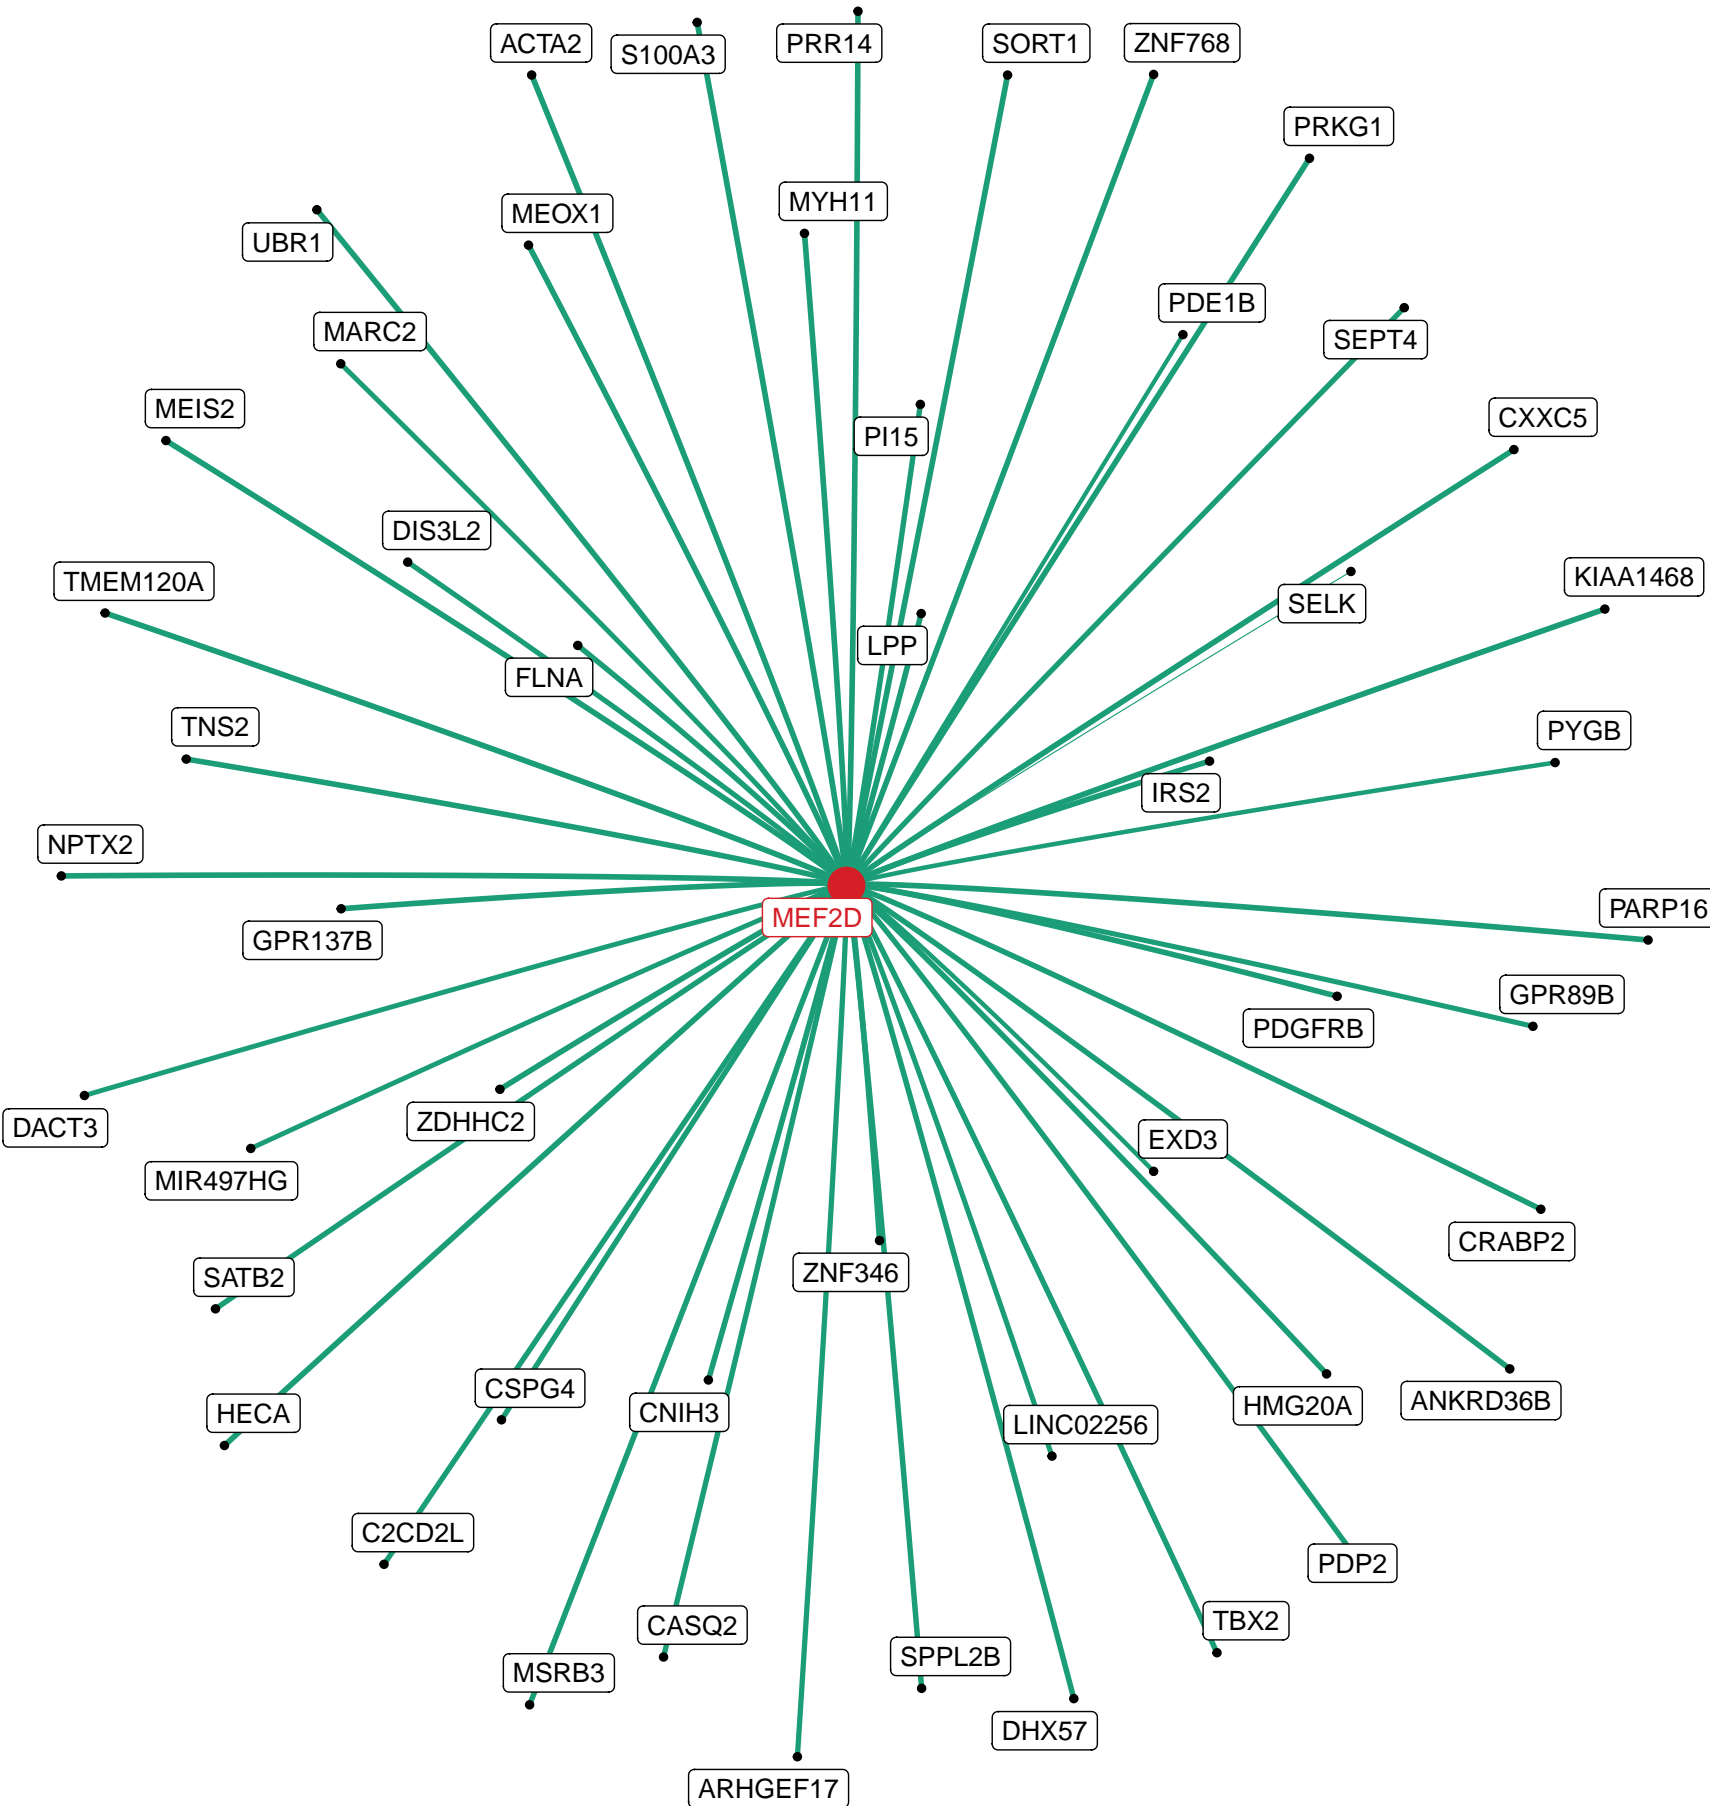 ACTA2
S100A3
PRR14
SORT1
ZNF768
PRKG1
MEOX1
MYH11
UBR1
PDE1B
MARC2
SEPT4
MEIS2
PI15
CXXC5
DIS3L2
TMEM120A
KIAA1468
SELK
LPP
FLNA
TNS2
PYGB
IRS2
NPTX2
PARP16
MEF2D
GPR137B
GPR89B
PDGFRB
DACT3
ZDHHC2
EXD3
MIR497HG
CRABP2
SATB2
ZNF346
CSPG4
ANKRD36B
HMG20A
HECA
CNIH3
LINC02256
C2CD2L
PDP2
TBX2
CASQ2
SPPL2B
MSRB3
DHX57
ARHGEF17